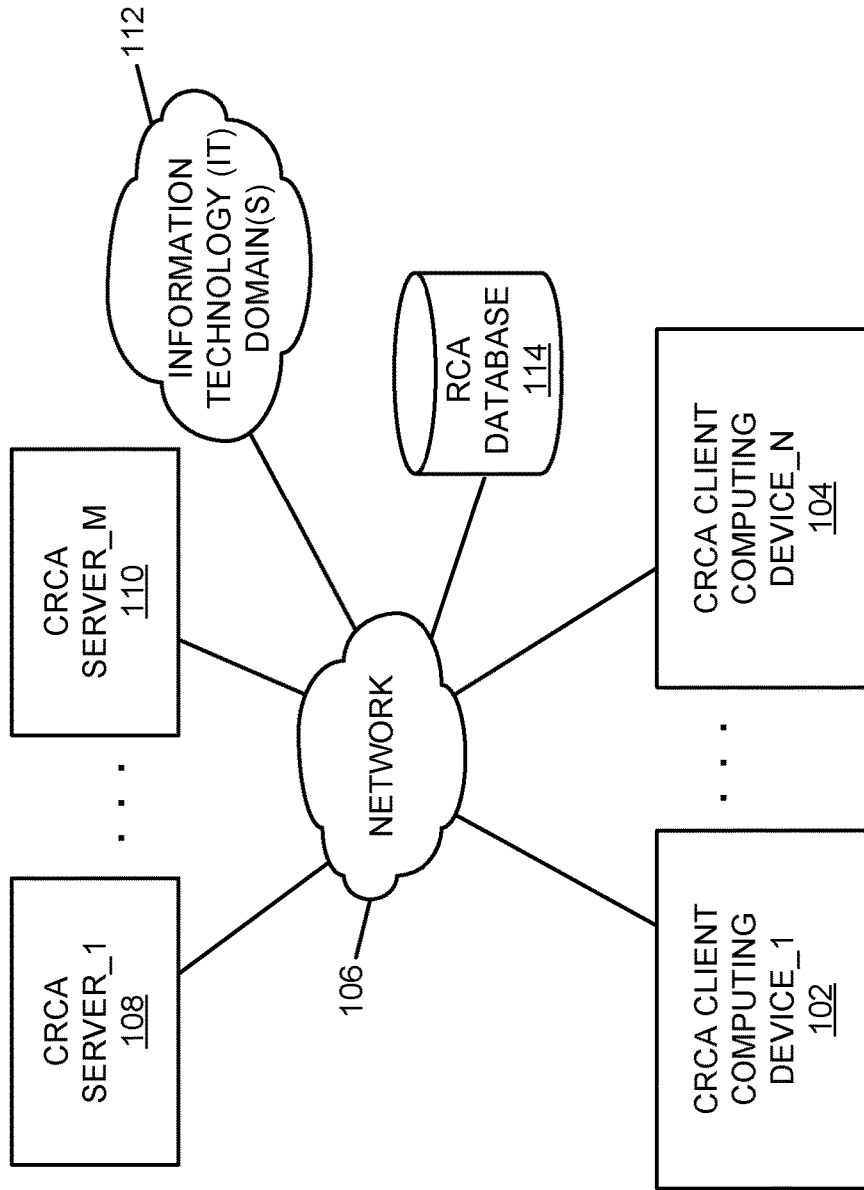 CRCA
SERVER_1
108
. . .
CRCA
SERVER_M
110
INFORMATION
TECHNOLOGY (IT)
DOMAIN(S)
112
106
NETWORK
RCA
DATABASE
114
CRCA CLIENT
COMPUTING
DEVICE_1
102
. . .
CRCA CLIENT
COMPUTING
DEVICE_N
104